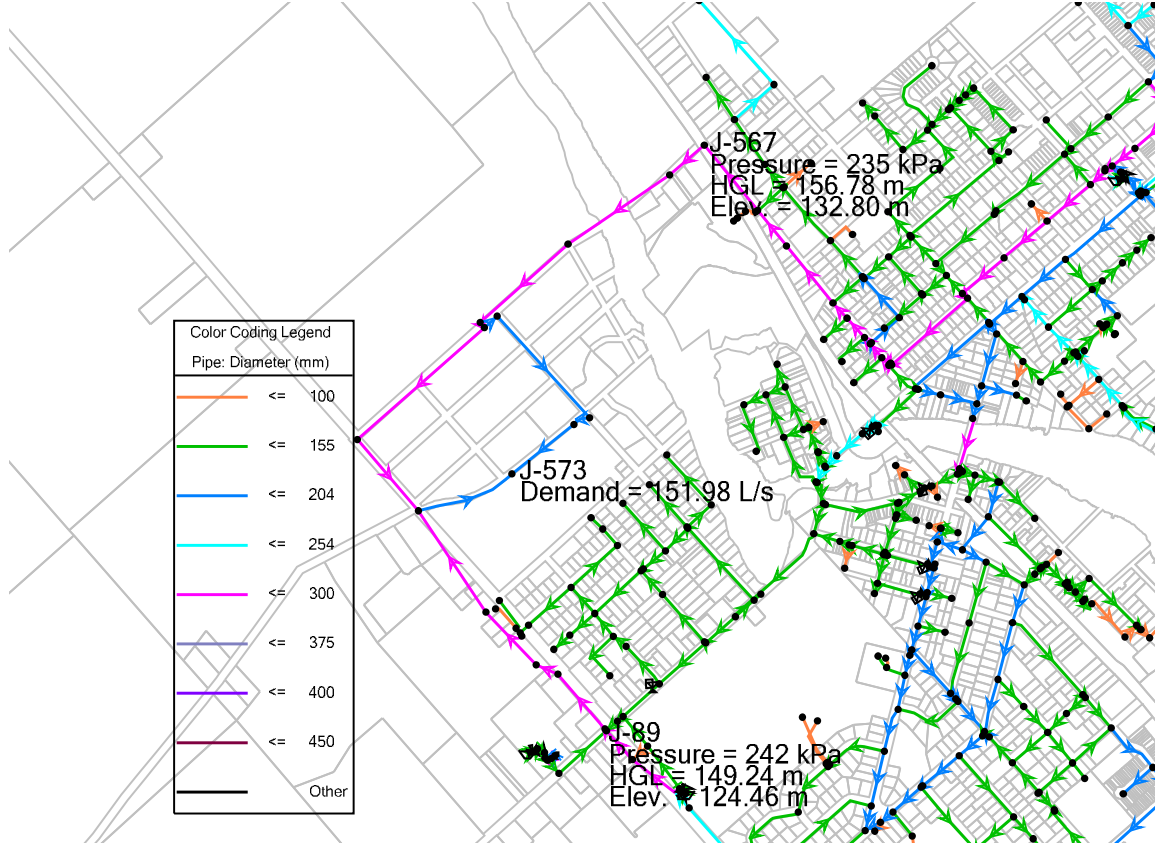 J-567
Pressure = 235 kPa
HGL = 156.78 m
Elev. = 132.80 m
Color Coding Legend
Pipe: Diameter (mm)
<= 100
<= 155
<= 204
<= 254
<= 300
<= 375
<= 400
<= 450
Other
J-573
Demand = 151.98 L/s
J-89
Pressure = 242 kPa
HGL = 149.24 m
Elev. = 124.46 m